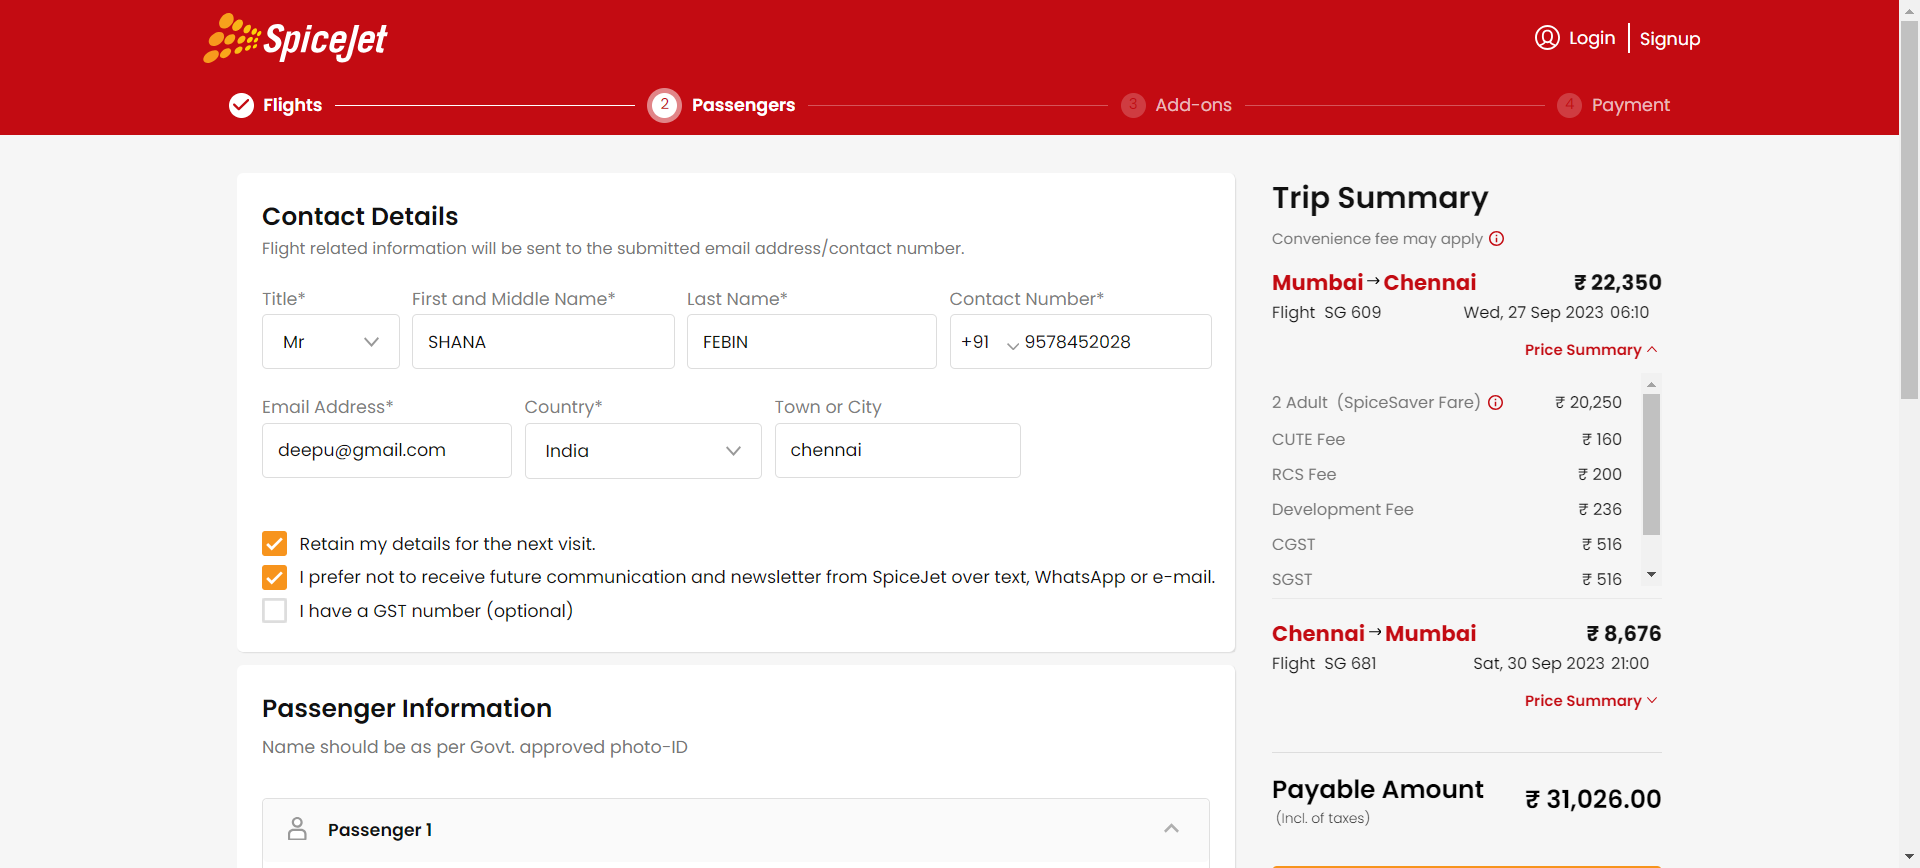 SpiceJet
Login
Signup
Flights
2
Passengers
3
Add-ons
4
Payment
Contact Details
Flight related information will be sent to the submitted email address/contact number.
Title*
First and Middle Name*
Last Name*
Contact Number*
Mr
SHANA
FEBIN
+91
9578452028
Email Address*
Country*
Town or City
deepu@gmail.com
India
chennai
Retain my details for the next visit.
I prefer not to receive future communication and newsletter from SpiceJet over text, WhatsApp or e-mail.
I have a GST number (optional)
Passenger Information
Name should be as per Govt. approved photo-ID
Passenger 1
Trip Summary
Convenience fee may apply
Mumbai → Chennai ₹ 22,350
Flight SG 609 Wed, 27 Sep 2023 06:10
Price Summary
2 Adult (SpiceSaver Fare) ₹ 20,250
CUTE Fee ₹ 160
RCS Fee ₹ 200
Development Fee ₹ 236
CGST ₹ 516
SGST ₹ 516
Chennai → Mumbai ₹ 8,676
Flight SG 681 Sat, 30 Sep 2023 21:00
Price Summary
Payable Amount ₹ 31,026.00
(Incl. of taxes)